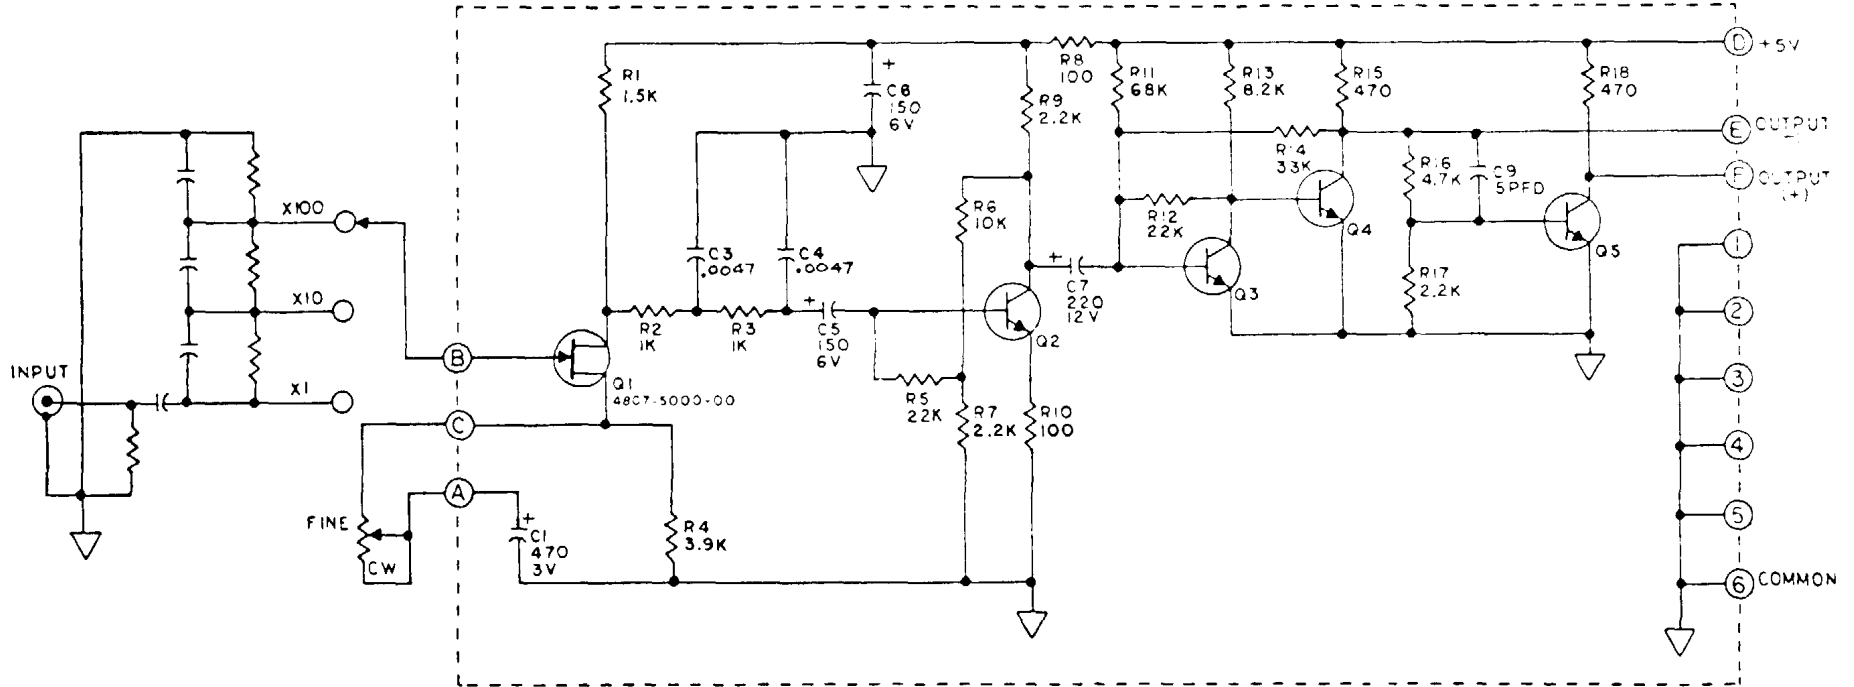 INPUT
X100
X10
X1
FINE
CW
B
C
A
R1
1.5K
R2
1K
R3
1K
C3
.0047
C4
.0047
C5
150
6V
150
6V
Q1
R4
3.9K
C1
470
3V
R5
22K
R6
10K
R7
2.2K
R8
100
R9
2.2K
R10
100
Q2
C7
220
12V
R11
68K
R12
22K
R13
8.2K
R14
33K
R15
470
Q3
Q4
R16
4.7K
C9
5PFD
R17
2.2K
R18
470
Q5
D +5V
E OUTPUT
F OUTPUT
(+)
1
2
3
4
5
6 COMMON